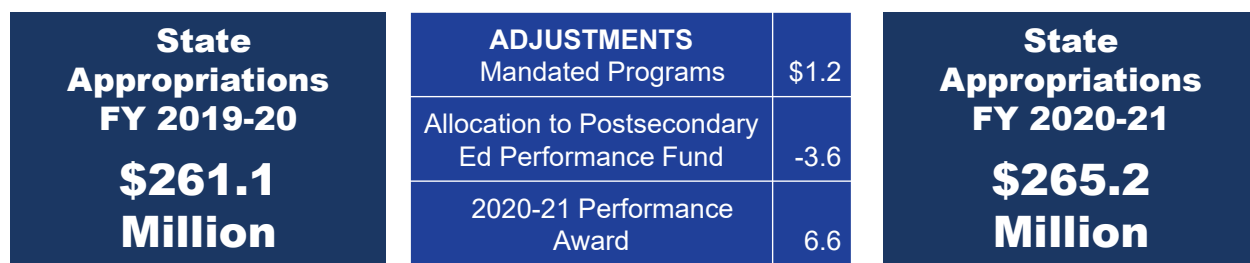 State
Appropriations
FY 2019-20
$261.1
Million
ADJUSTMENTS
Mandated Programs $1.2
Allocation to Postsecondary
Ed Performance Fund -3.6
2020-21 Performance
Award 6.6
State
Appropriations
FY 2020-21
$265.2
Million